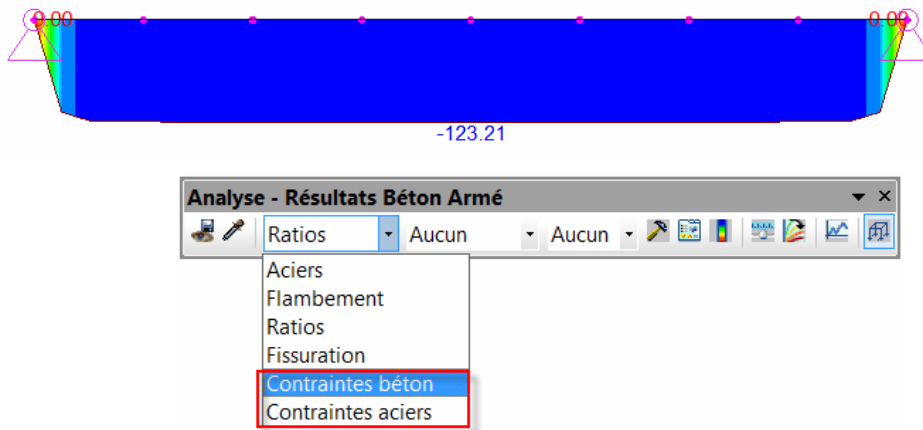 0.00 0.00
-123.21
Analyse - Résultats Béton Armé
Ratios Aucun Aucun
Aciers
Flambement
Ratios
Fissuration
Contraintes béton
Contraintes aciers